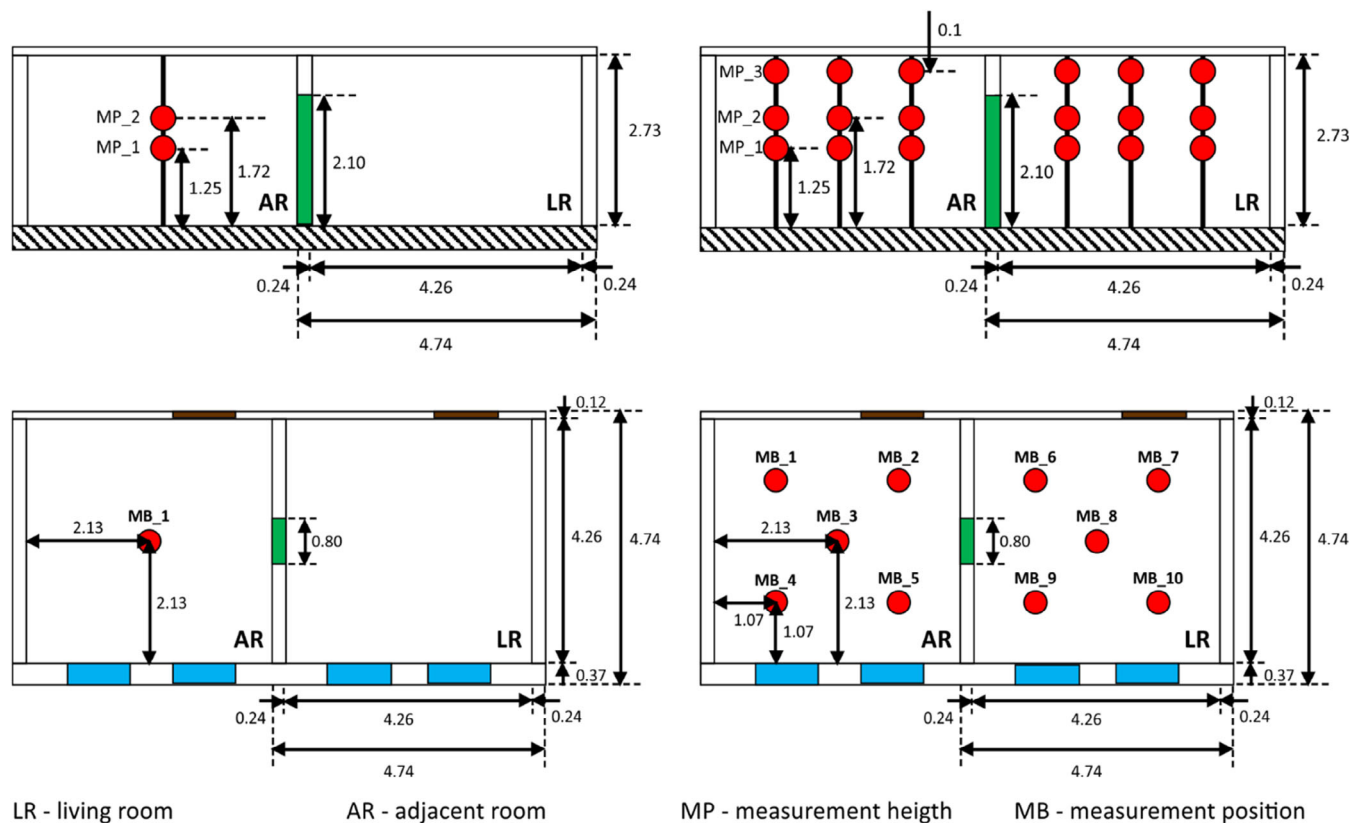 0.1
MP_3
MP_2
MP_2
MP_1
MP_1
1.25
1.72
2.10
2.73
AR
LR
1.25
1.72
2.10
2.73
AR
LR
0.24
4.26
0.24
4.74
0.24
4.26
0.24
4.74
0.12
MB_1
2.13
0.80
2.13
4.26
4.74
AR
LR
0.37
0.24
4.26
0.24
4.74
0.12
MB_1
MB_2
MB_6
MB_7
MB_3
MB_8
2.13
0.80
4.26
4.74
MB_4
MB_5
MB_9
MB_10
2.13
1.07
1.07
AR
LR
0.37
0.24
4.26
0.24
4.74
LR - living room
AR - adjacent room
MP - measurement heigth
MB - measurement position